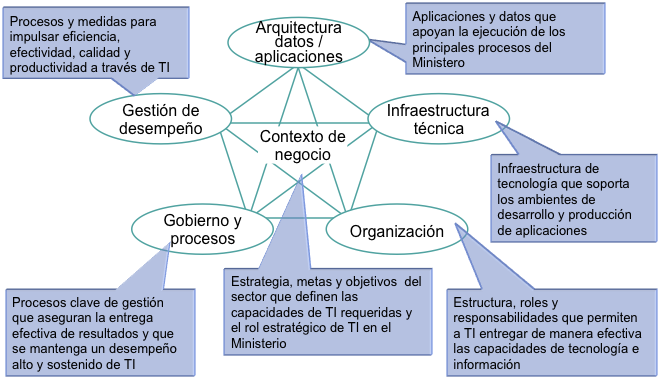 Procesos y medidas para
impulsar eficiencia,
efectividad, calidad y
productividad a través de TI
Arquitectura
datos /
aplicaciones
Aplicaciones y datos que
apoyan la ejecución de los
principales procesos del
Ministero
Gestión de
desempeño
Infraestructura
técnica
Contexto de
negocio
Infraestructura de
tecnología que soporta
los ambientes de
desarrollo y producción
de aplicaciones
Gobierno y
procesos
Organización
Procesos clave de gestión
que aseguran la entrega
efectiva de resultados y que
se mantenga un desempeño
alto y sostenido de TI
Estrategia, metas y objetivos del
sector que definen las
capacidades de TI requeridas y
el rol estratégico de TI en el
Ministerio
Estructura, roles y
responsabilidades que permiten
a TI entregar de manera efectiva
las capacidades de tecnología e
información